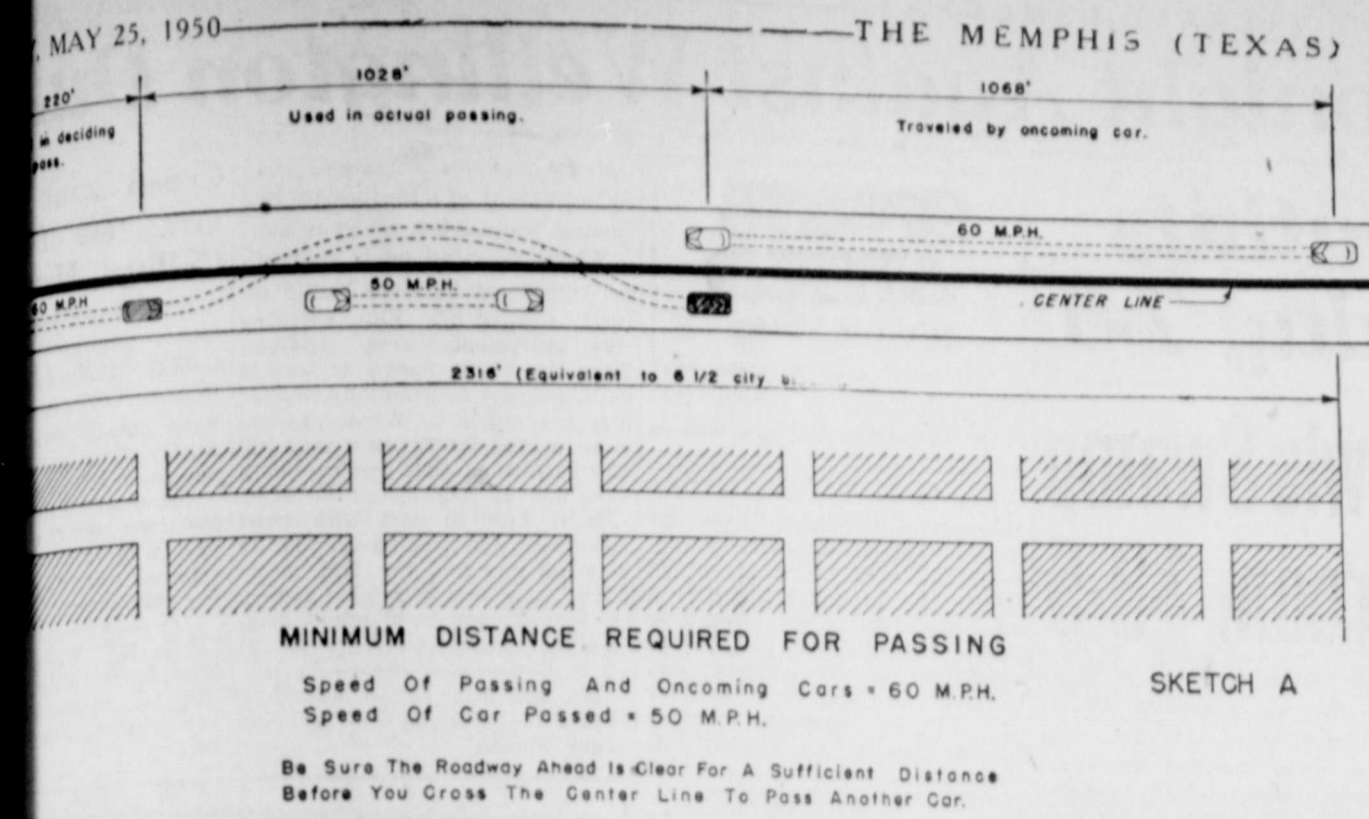 , MAY 25, 1950
THE MEMPHIS (TEXAS)
220'
in deciding
pass.
1028'
Used in actual passing.
1068'
Traveled by oncoming car.
60 M.P.H.
60 M.P.H
50 M.P.H.
CENTER LINE
2316' (Equivalent to 6 1/2 city
MINIMUM DISTANCE REQUIRED FOR PASSING
Speed Of Passing And Oncoming Cars = 60 M.P.H.
Speed Of Car Passed = 50 M.P.H.
SKETCH A
Be Sure The Roadway Ahead Is Clear For A Sufficient Distance
Before You Cross The Center Line To Pass Another Car.